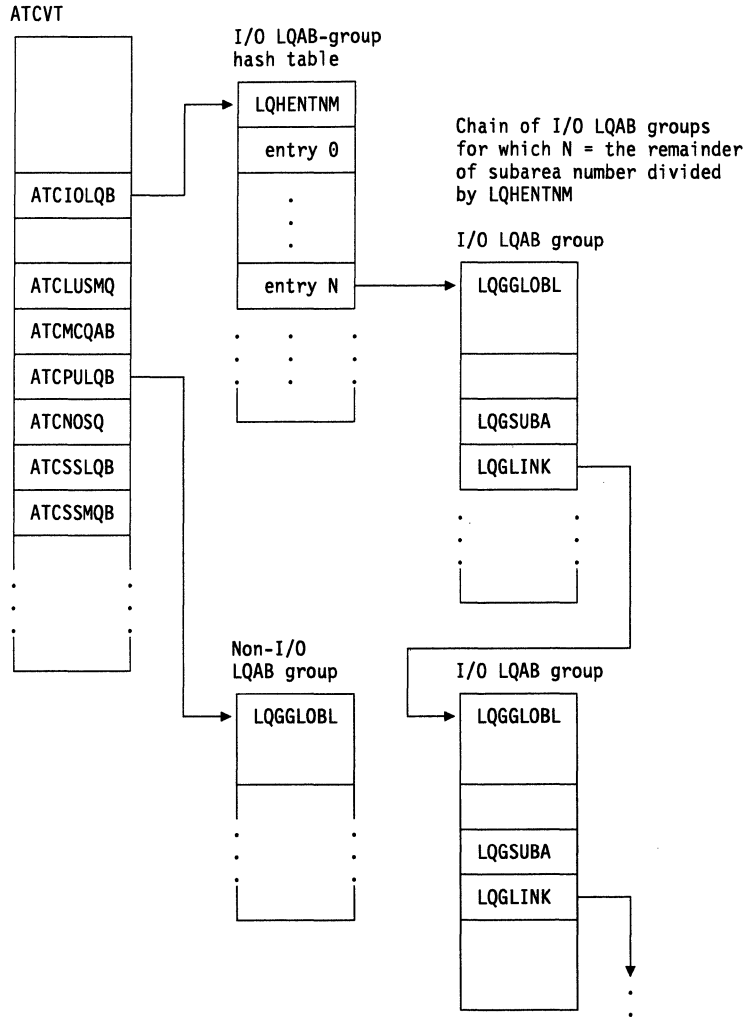 ATCVT
I/O LQAB-group
hash table
LQHENTNM
entry 0
entry N
ATCIOLQB
ATCLUSMQ
ATCMCQAB
ATCPULQB
ATCNOSQ
ATCSSLQB
ATCSSMQB
Chain of I/O LQAB groups
for which N = the remainder
of subarea number divided
by LQHENTNM
I/O LQAB group
LQGGLOBL
LQGSUBA
LQGLINK
Non-I/O
LQAB group
LQGGLOBL
I/O LQAB group
LQGGLOBL
LQGSUBA
LQGLINK